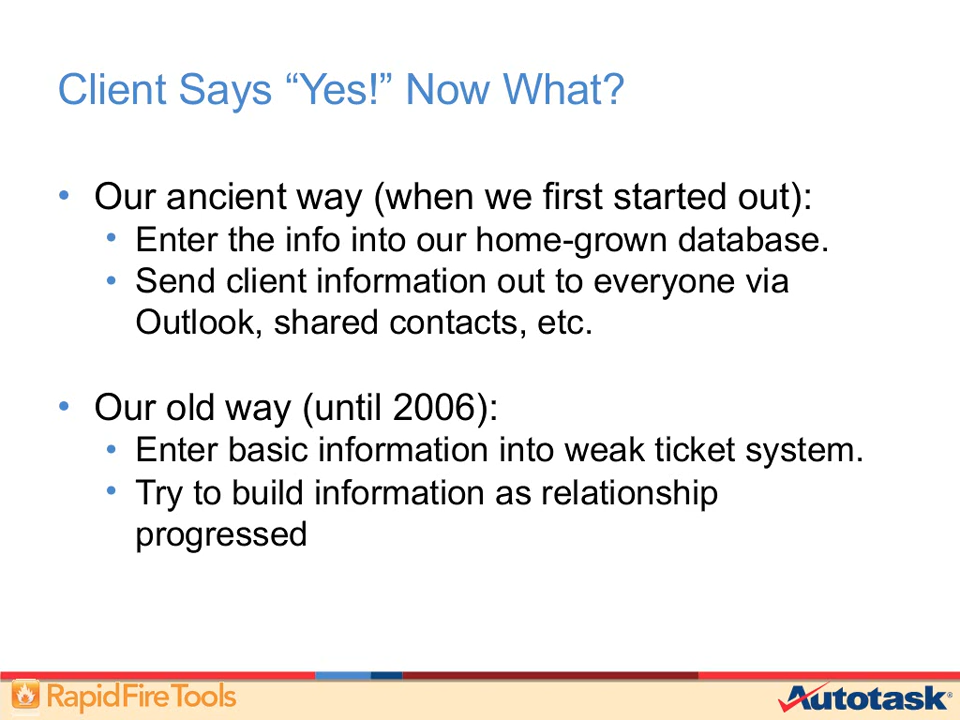 Client Says “Yes!” Now What?
• Our ancient way (when we first started out):
• Enter the info into our home-grown database.
• Send client information out to everyone via
Outlook, shared contacts, etc.
• Our old way (until 2006):
• Enter basic information into weak ticket system.
• Try to build information as relationship
progressed
RapidFireTools
Autotask®